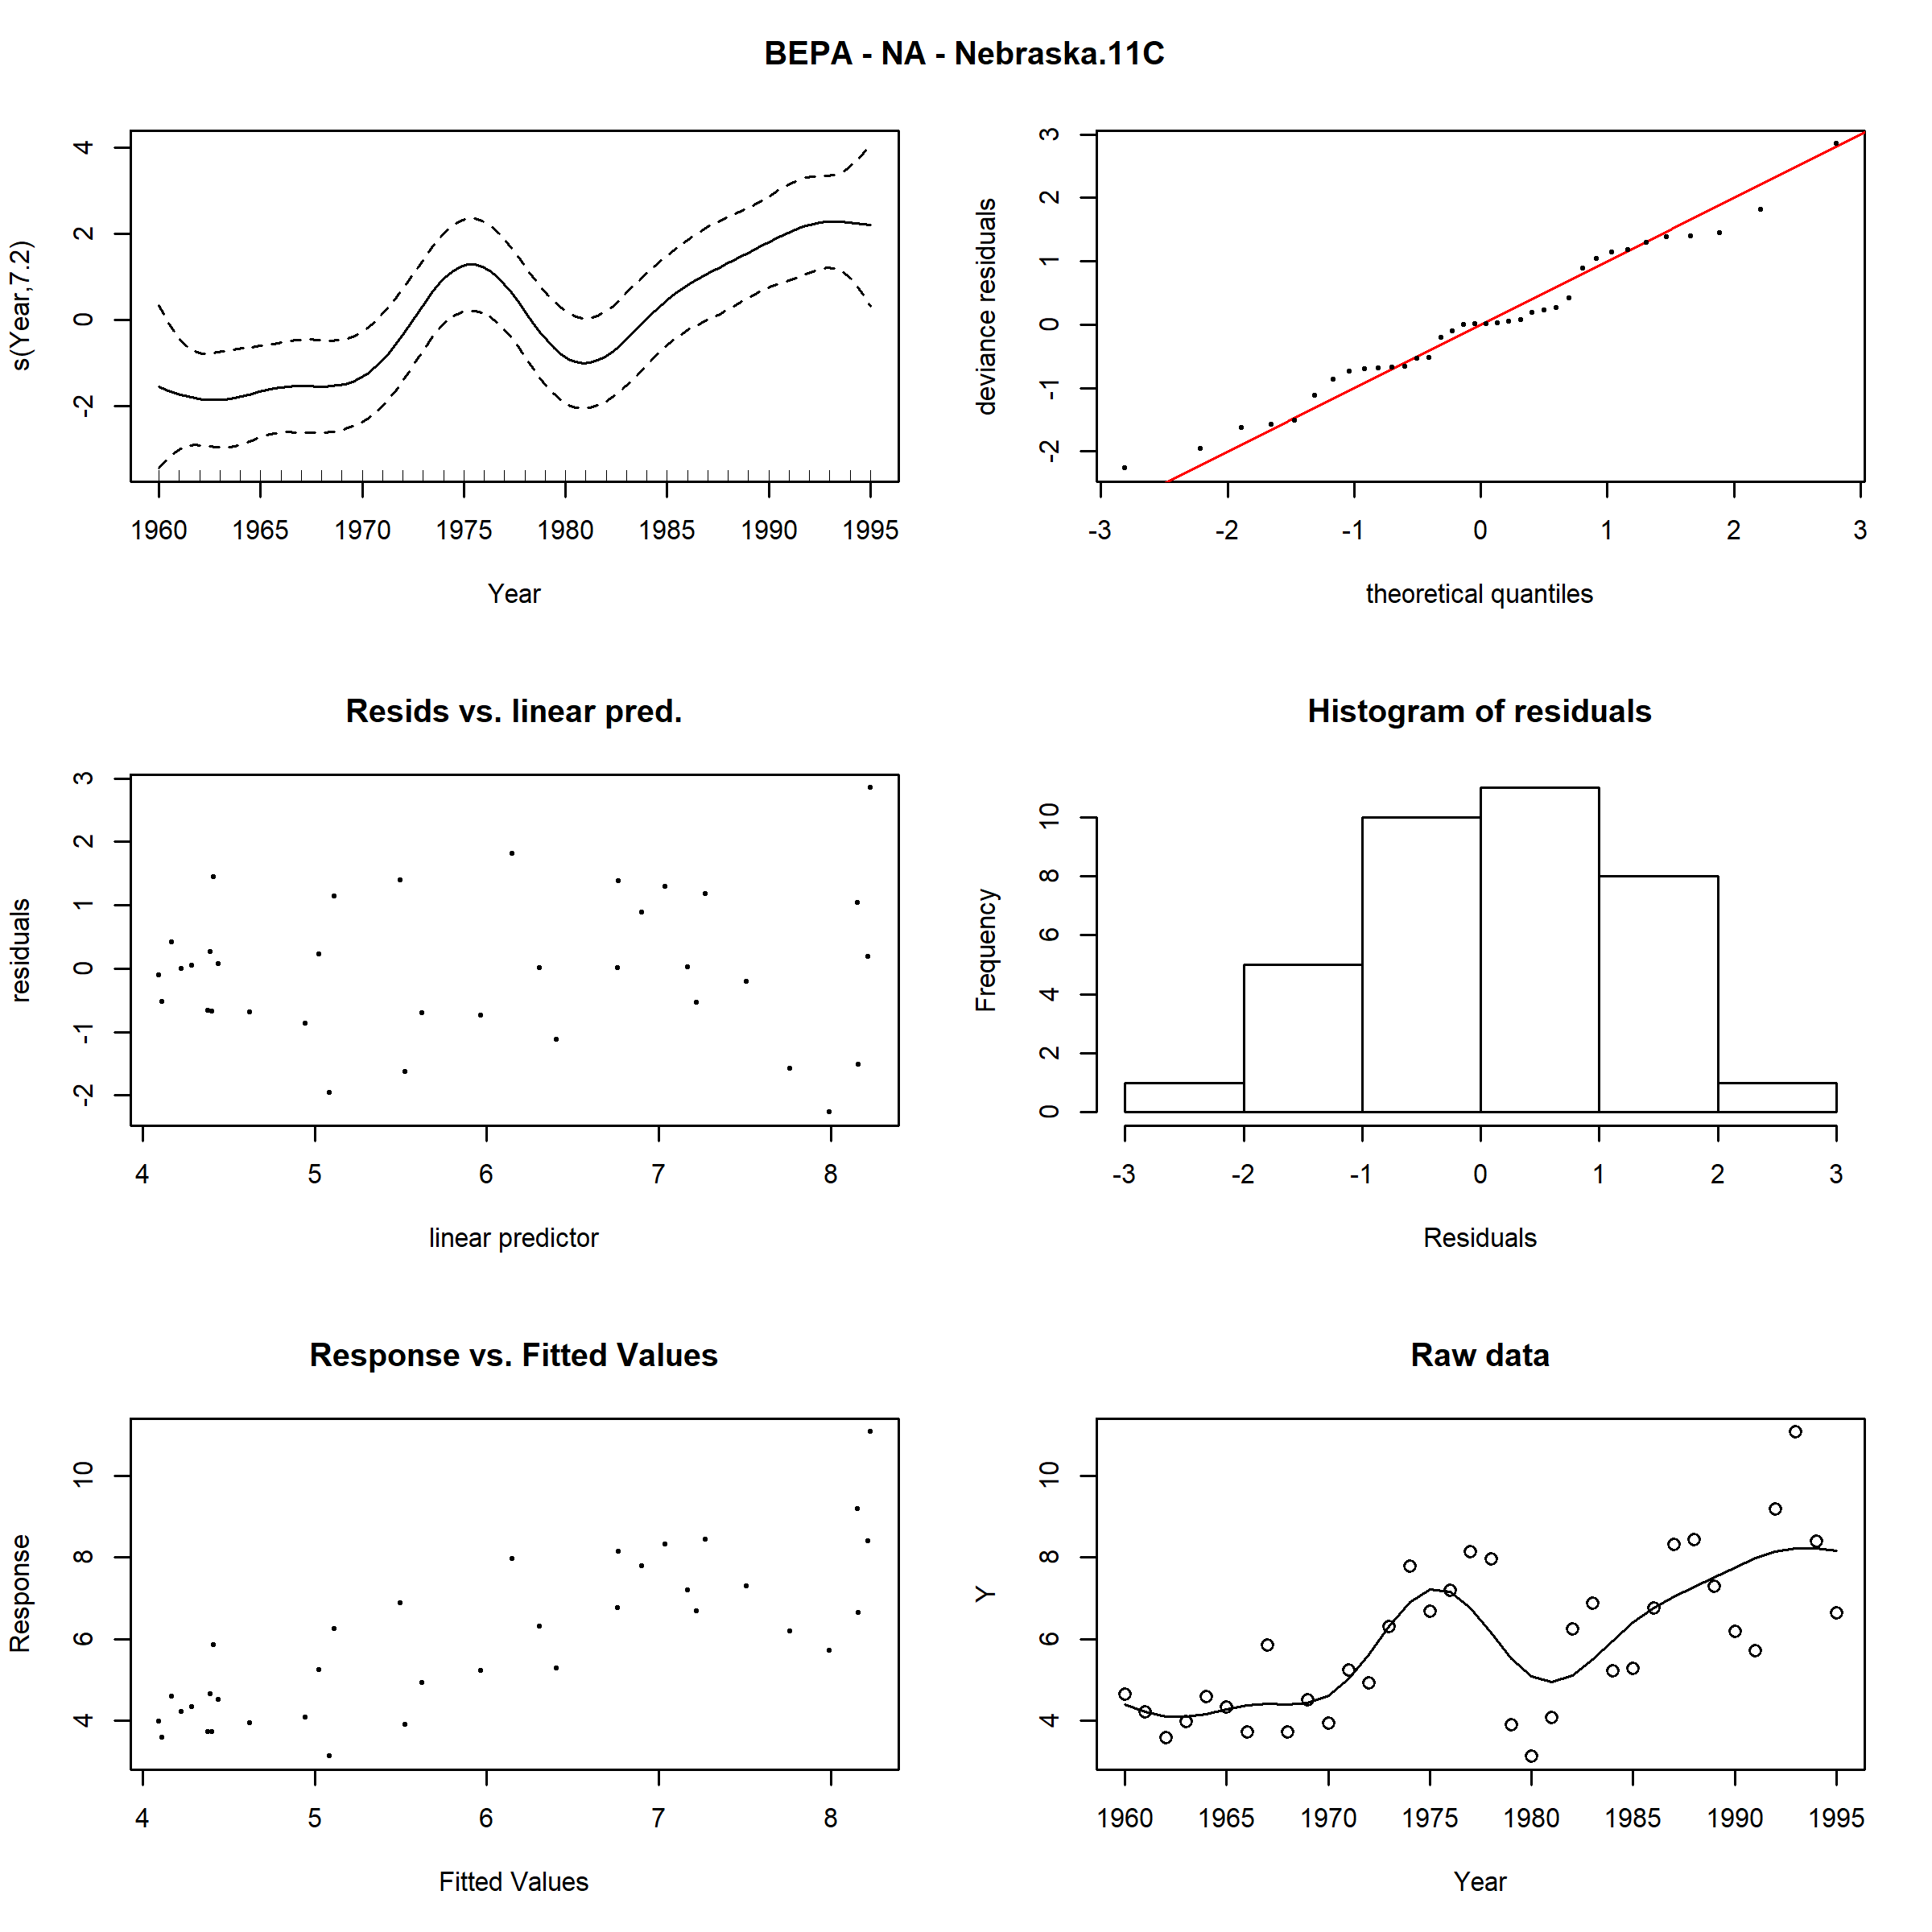 BEPA - NA - Nebraska.11C
s(Year,7.2)
4
2
0
-2
1960 1965 1970 1975 1980 1985 1990 1995
Year
deviance residuals
3
2
1
0
-1
-2
-3 -2 -1 0 1 2 3
theoretical quantiles
Resids vs. linear pred.
residuals
3
2
1
0
-1
-2
4 5 6 7 8
linear predictor
Histogram of residuals
Frequency
10
8
6
4
2
0
-3 -2 -1 0 1 2 3
Residuals
Response vs. Fitted Values
Response
10
8
6
4
4 5 6 7 8
Fitted Values
Raw data
Y
10
8
6
4
1960 1965 1970 1975 1980 1985 1990 1995
Year